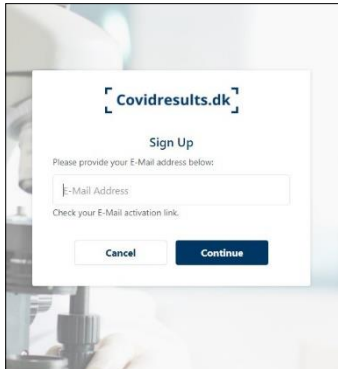 Covidresults.dk
Sign Up
Please provide your E-Mail address below:
E-Mail Address
Check your E-Mail activation link.
Cancel Continue